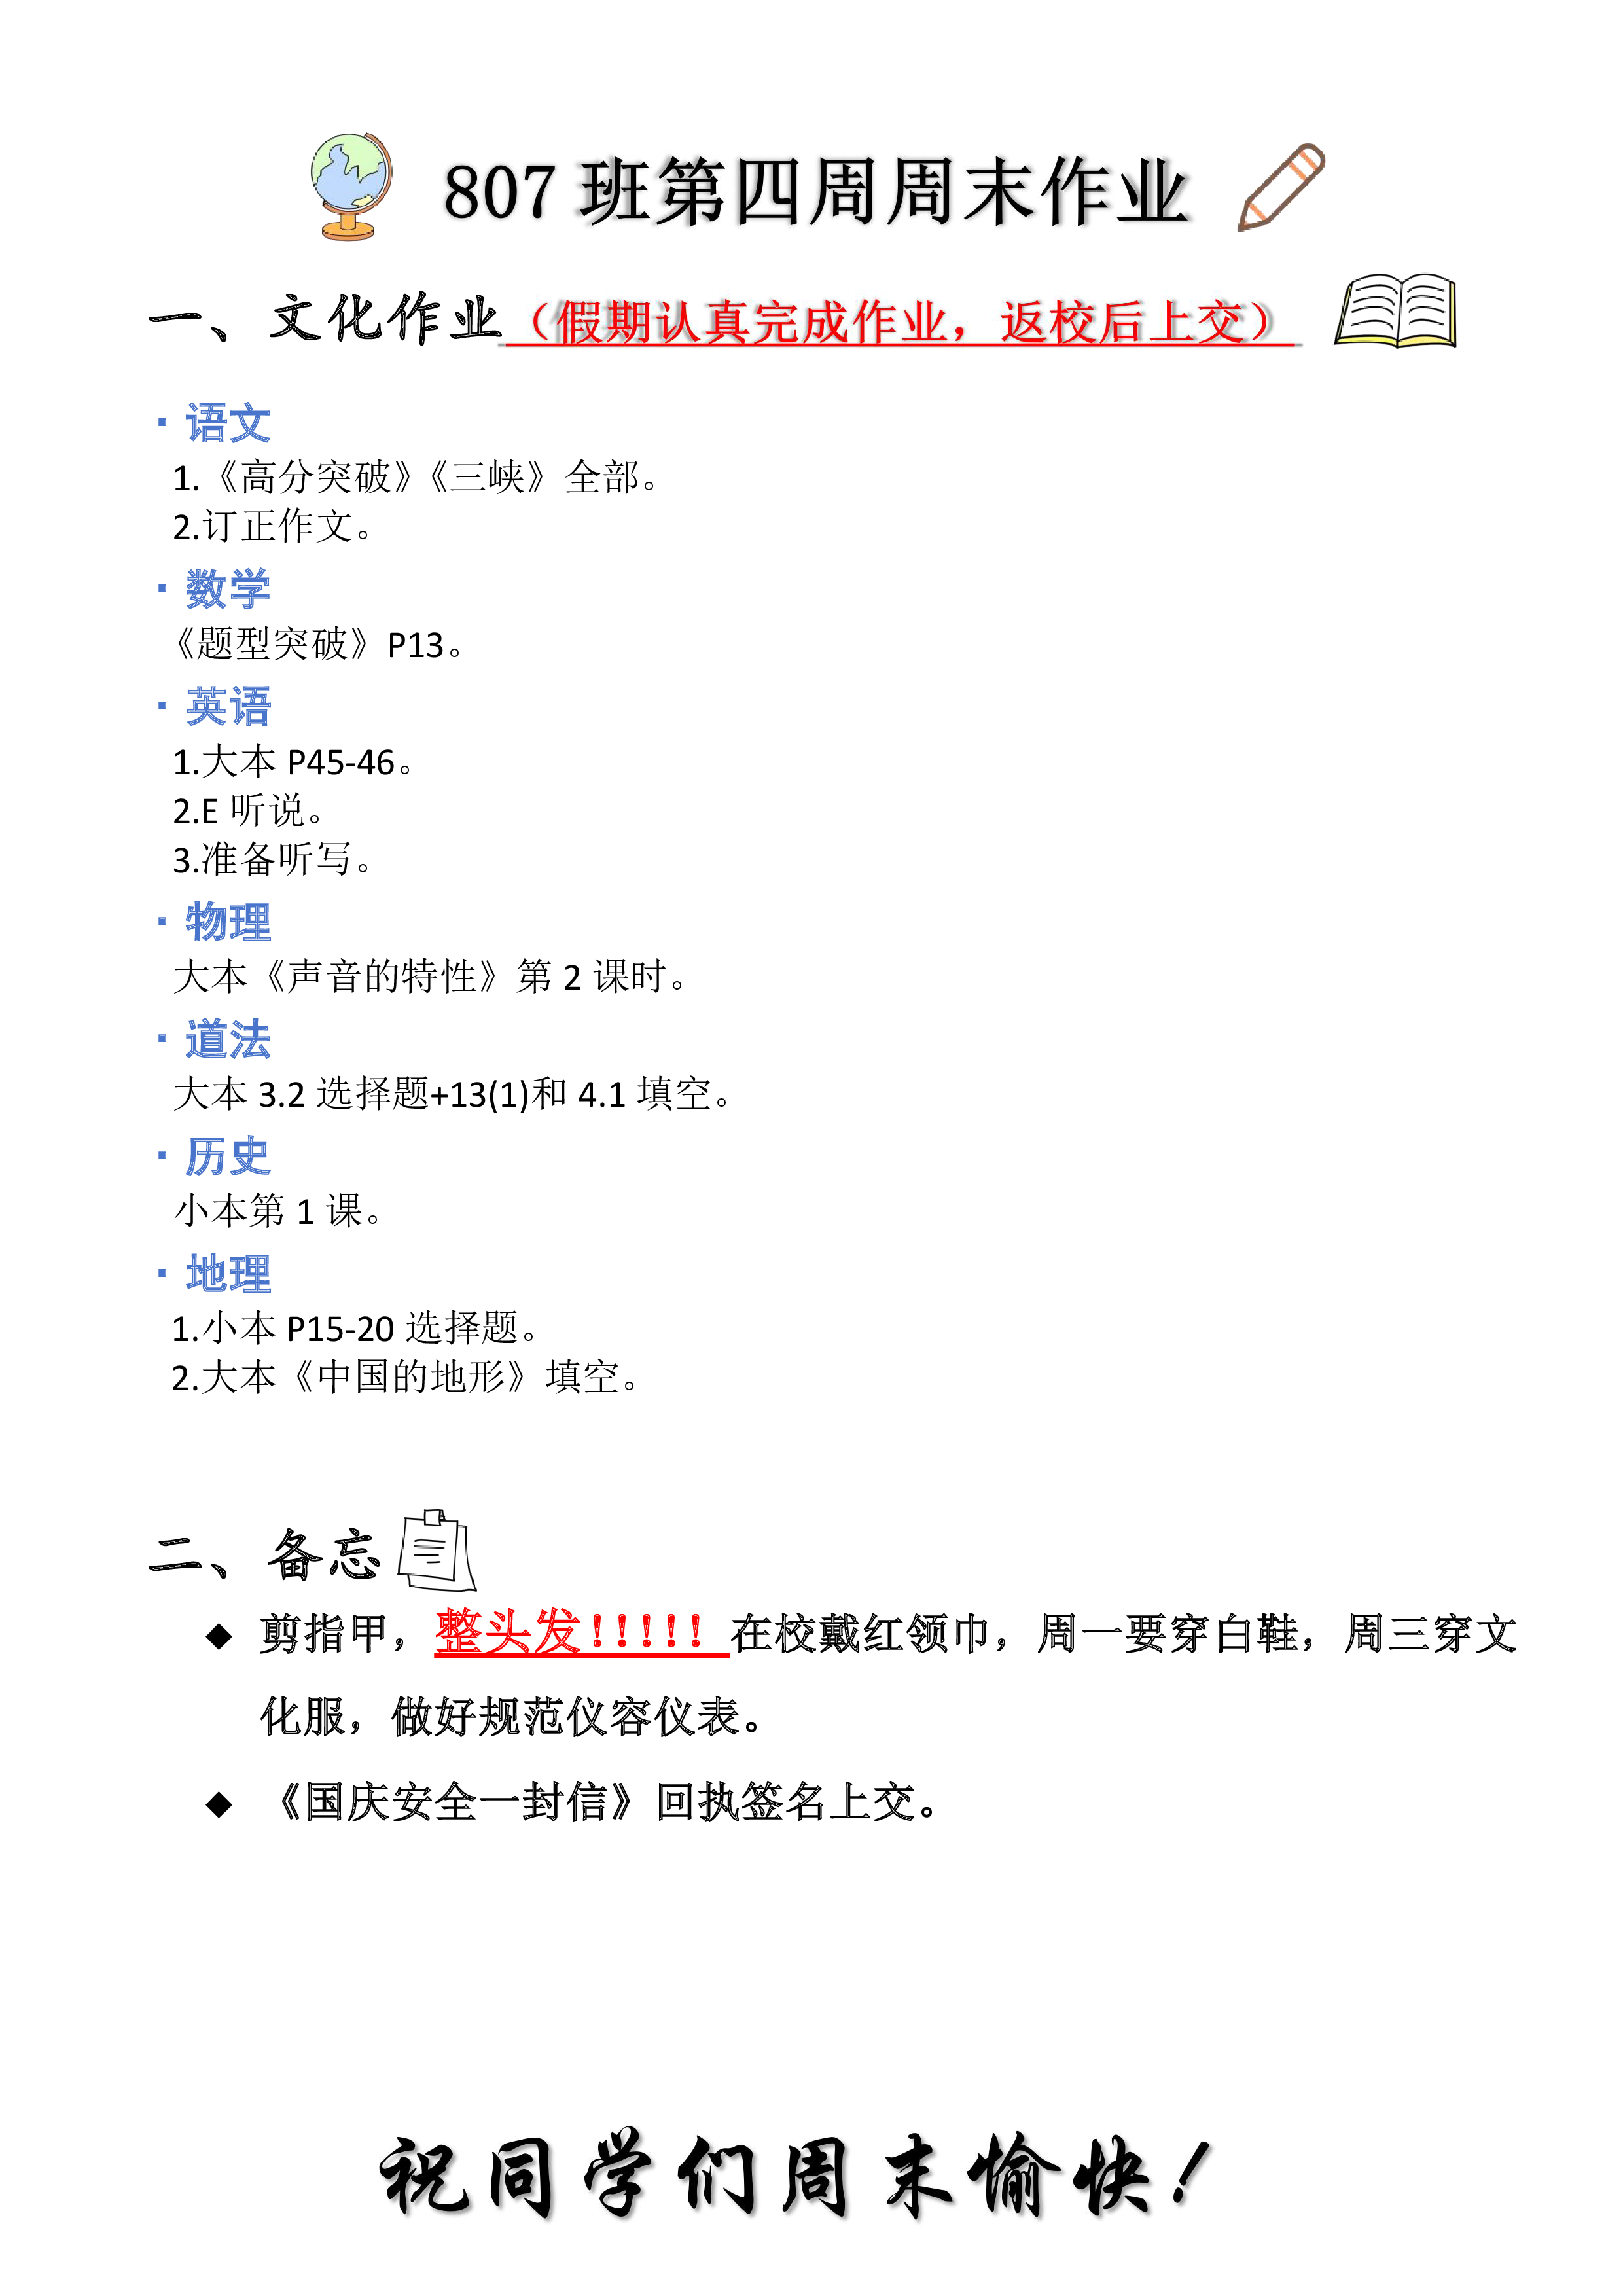 807 班第四周周末作业
一、文化作业（假期认真完成作业，返校后上交）
· 语文
1.《高分突破》《三峡》全部。
2.订正作文。
· 数学
《题型突破》P13。
· 英语
1.大本 P45-46。
2.E 听说。
3.准备听写。
· 物理
大本《声音的特性》第 2 课时。
· 道法
大本 3.2 选择题+13(1)和 4.1 填空。
· 历史
小本第 1 课。
· 地理
1.小本 P15-20 选择题。
2.大本《中国的地形》填空。
二、备忘
◆ 剪指甲，整头发！！！！！在校戴红领巾，周一要穿白鞋，周三穿文
化服，做好规范仪容仪表。
◆ 《国庆安全一封信》回执签名上交。
祝同学们周末愉快！